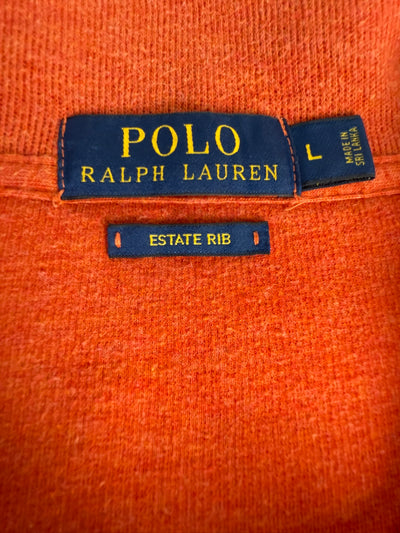 POLO
RALPH LAUREN
L
MADE IN
SRI LANKA
ESTATE RIB